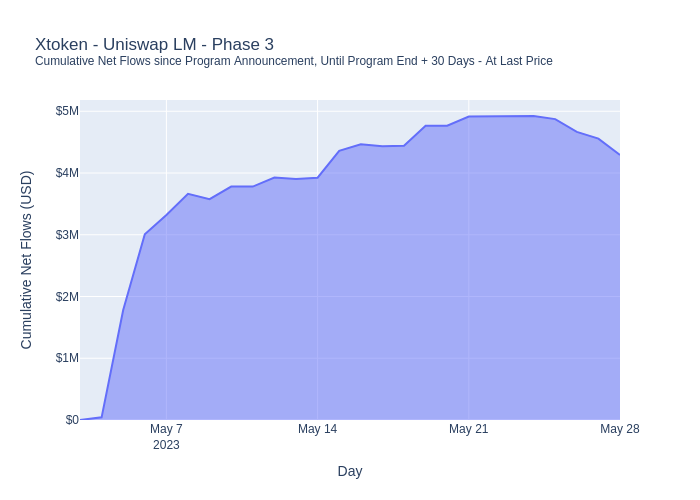 Xtoken - Uniswap LM - Phase 3
Cumulative Net Flows since Program Announcement, Until Program End + 30 Days - At Last Price
$5M
$4M
$3M
$2M
$1M
$0
Cumulative Net Flows (USD)
May 7
2023
May 14
May 21
May 28
Day